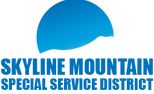 SKYLINE MOUNTAIN
SPECIAL SERVICE DISTRICT